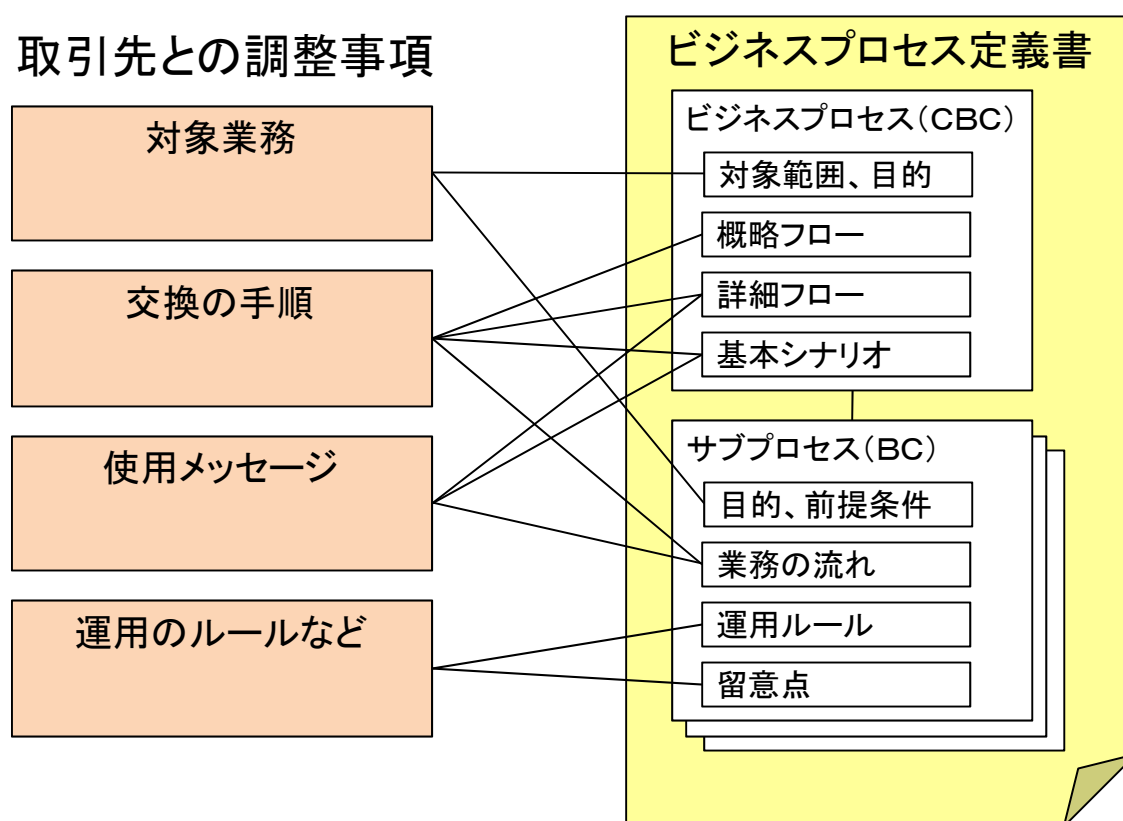 取引先との調整事項
対象業務
交換の手順
使用メッセージ
運用のルールなど
ビジネスプロセス定義書
ビジネスプロセス(CBC)
対象範囲、目的
概略フロー
詳細フロー
基本シナリオ
サブプロセス(BC)
目的、前提条件
業務の流れ
運用ルール
留意点